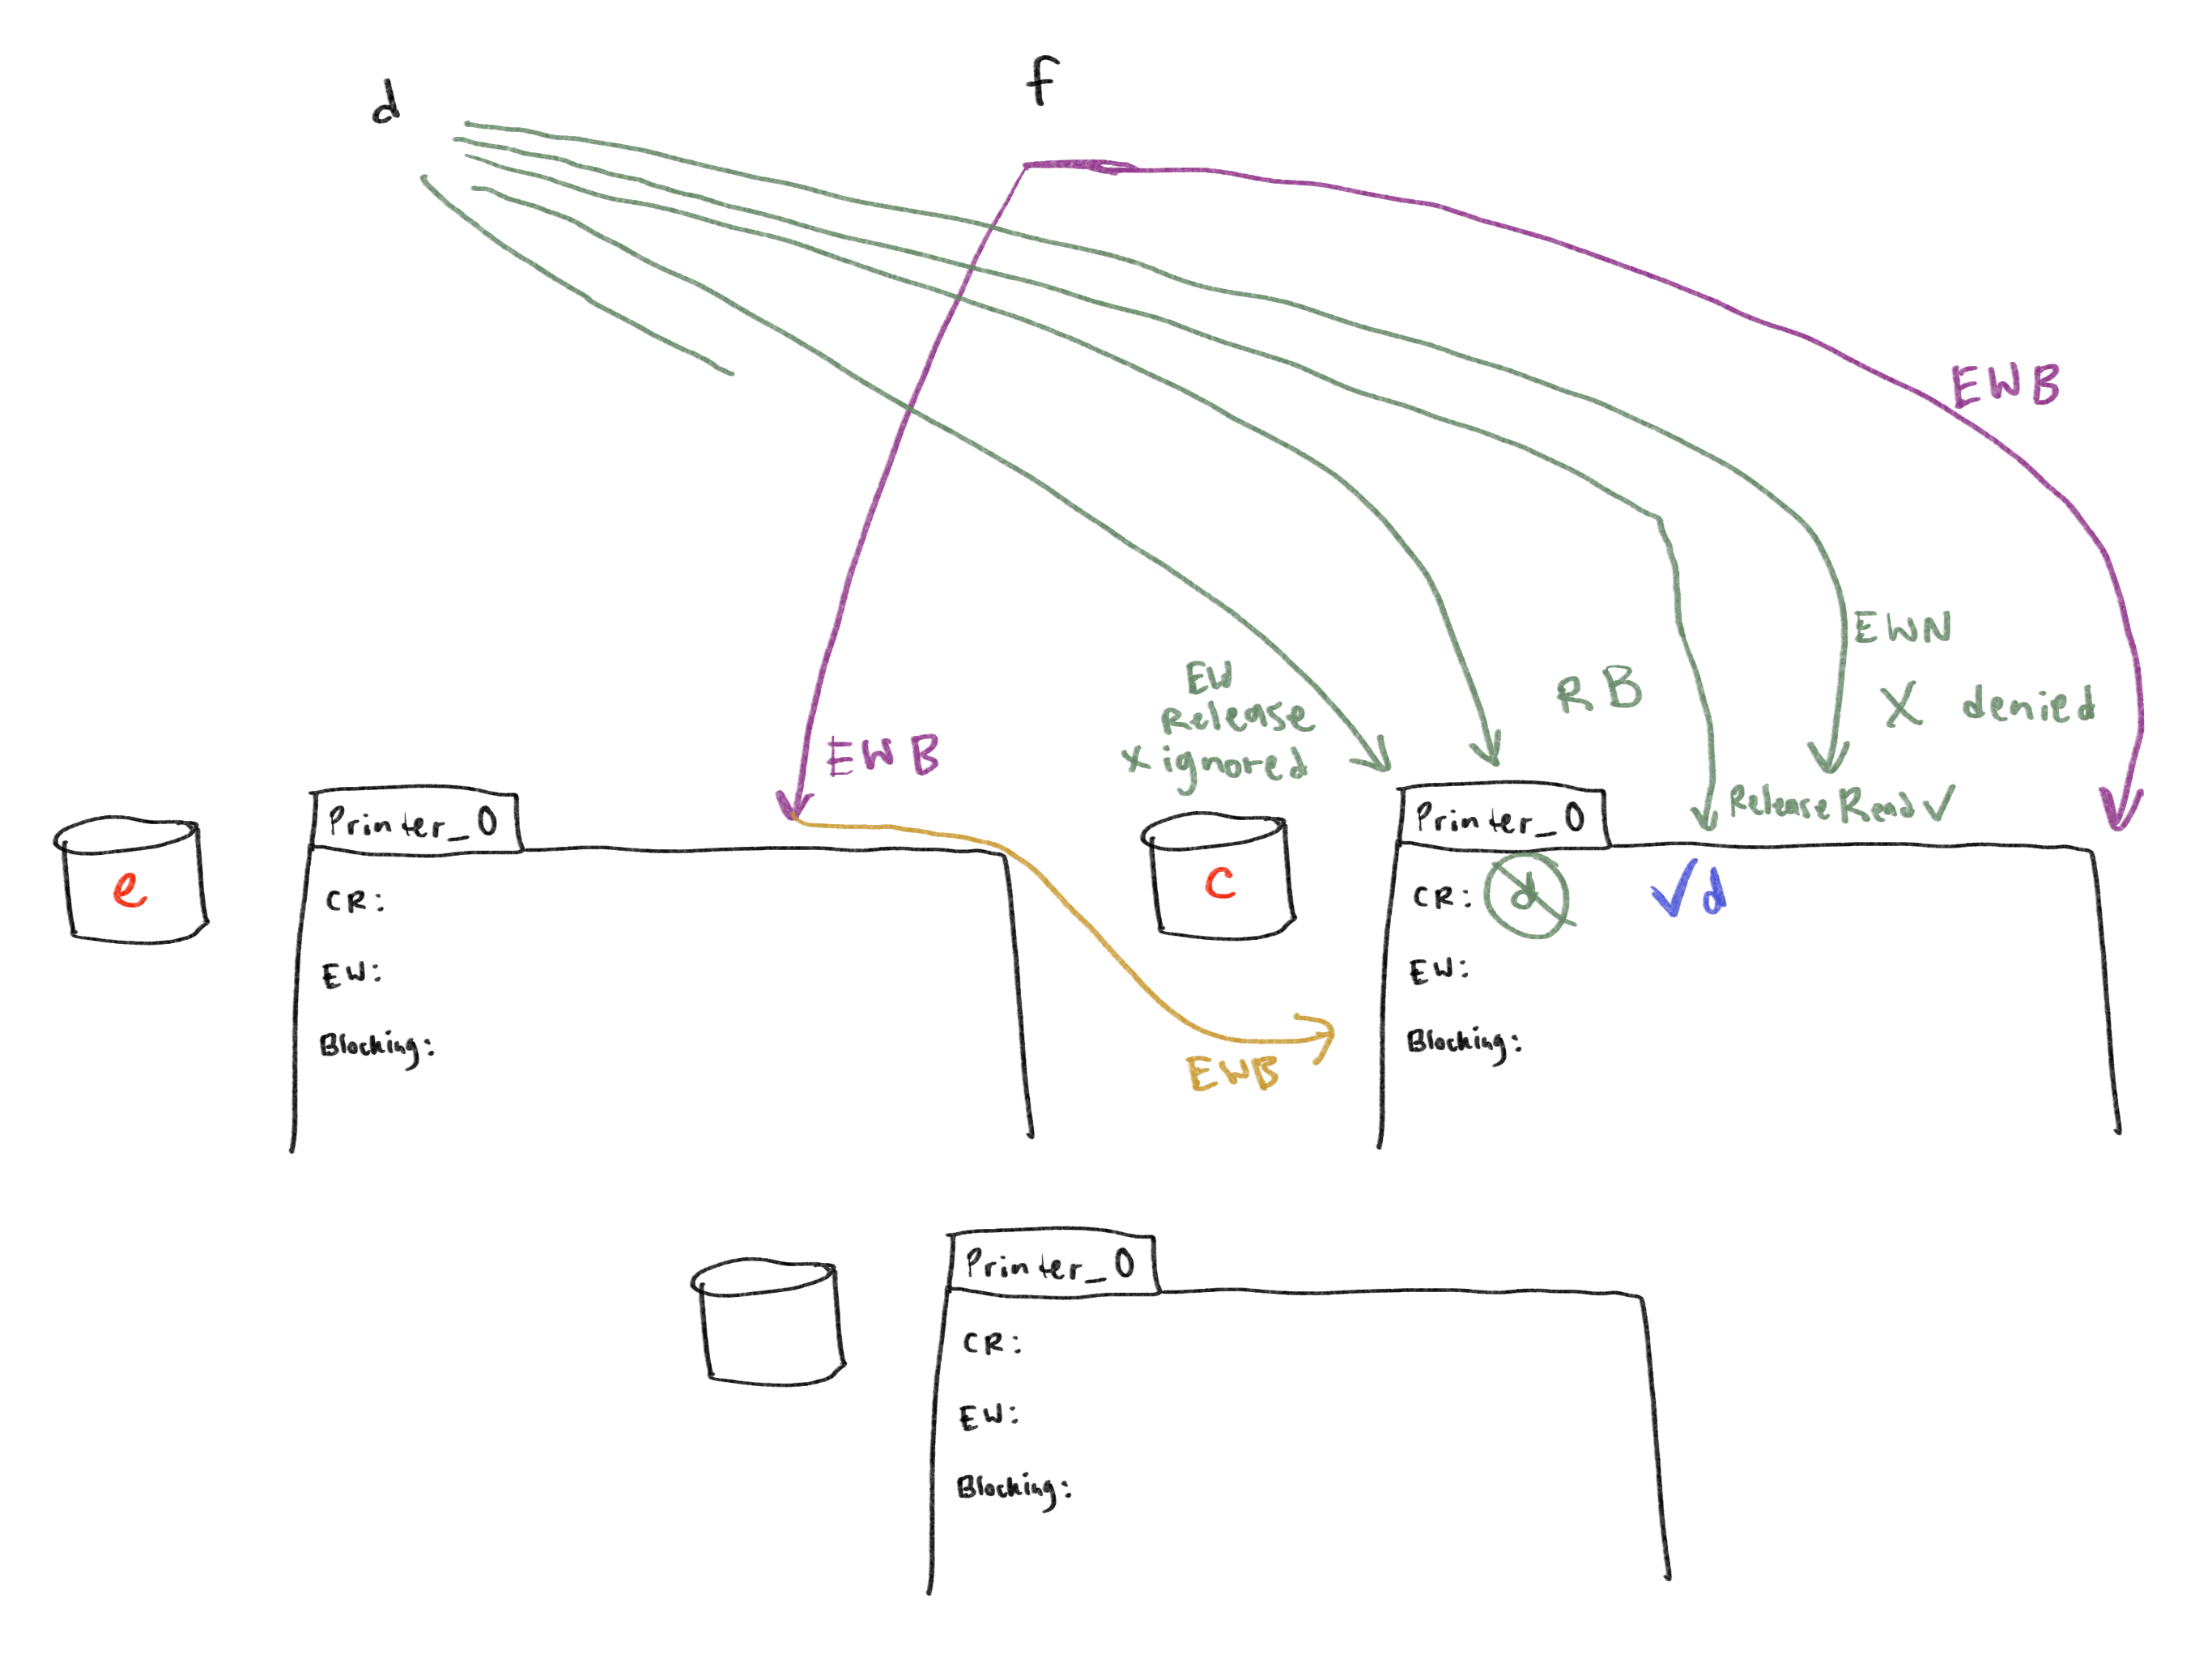 d
f
EWB
EWN
X denied
RB
EW
Release
x ignored
EWB
Release Read ✓
Printer_0
e
CR:
EW:
Blocking:
Printer_0
c
CR: d
✓d
EW:
Blocking:
EWB
Printer_0
CR:
EW:
Blocking: